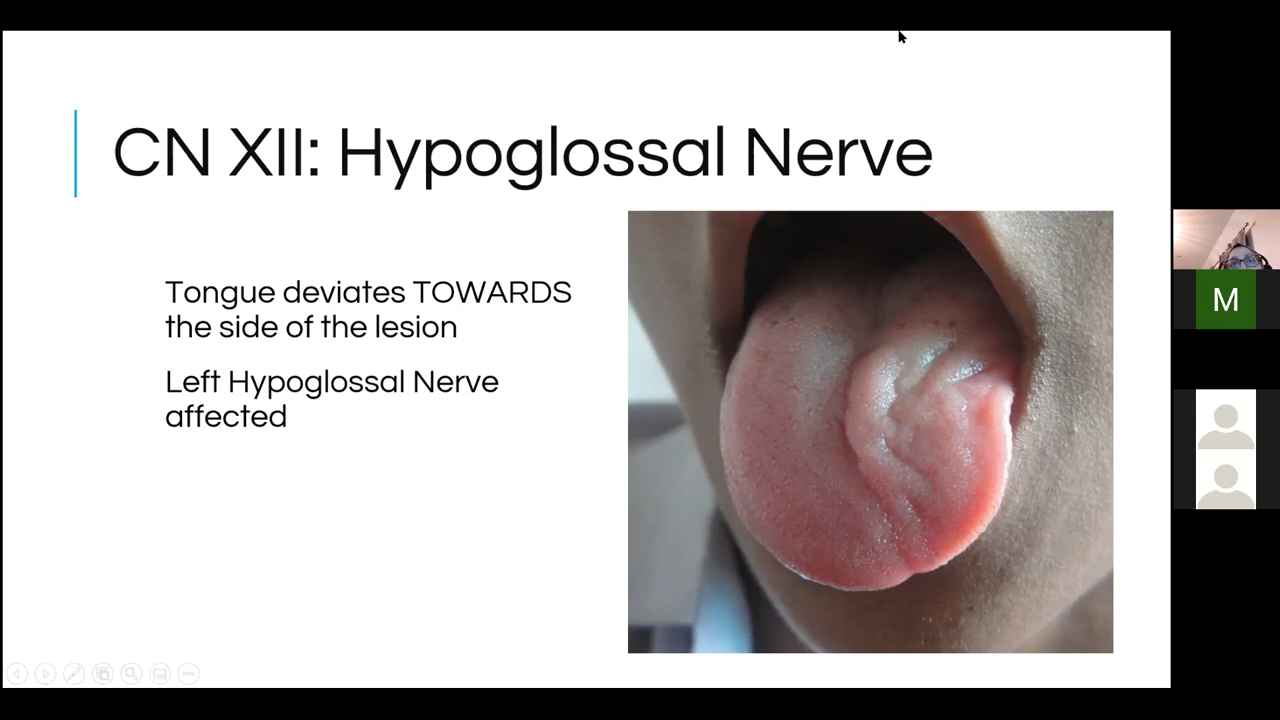 CN XII: Hypoglossal Nerve
Tongue deviates TOWARDS
the side of the lesion
Left Hypoglossal Nerve
affected
M